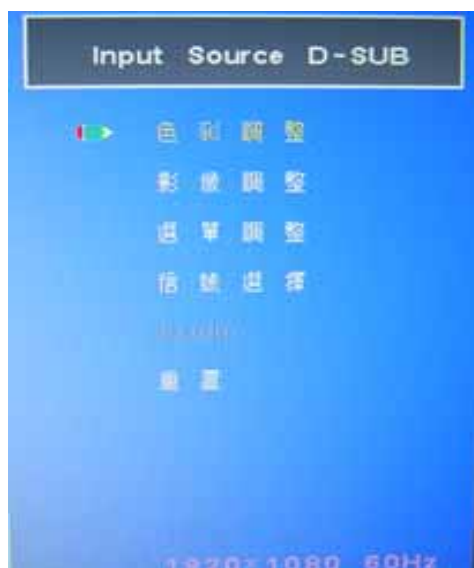 Input Source D-SUB
色彩調整
影像調整
選單調整
信號選擇
重置
1920x1080 60Hz